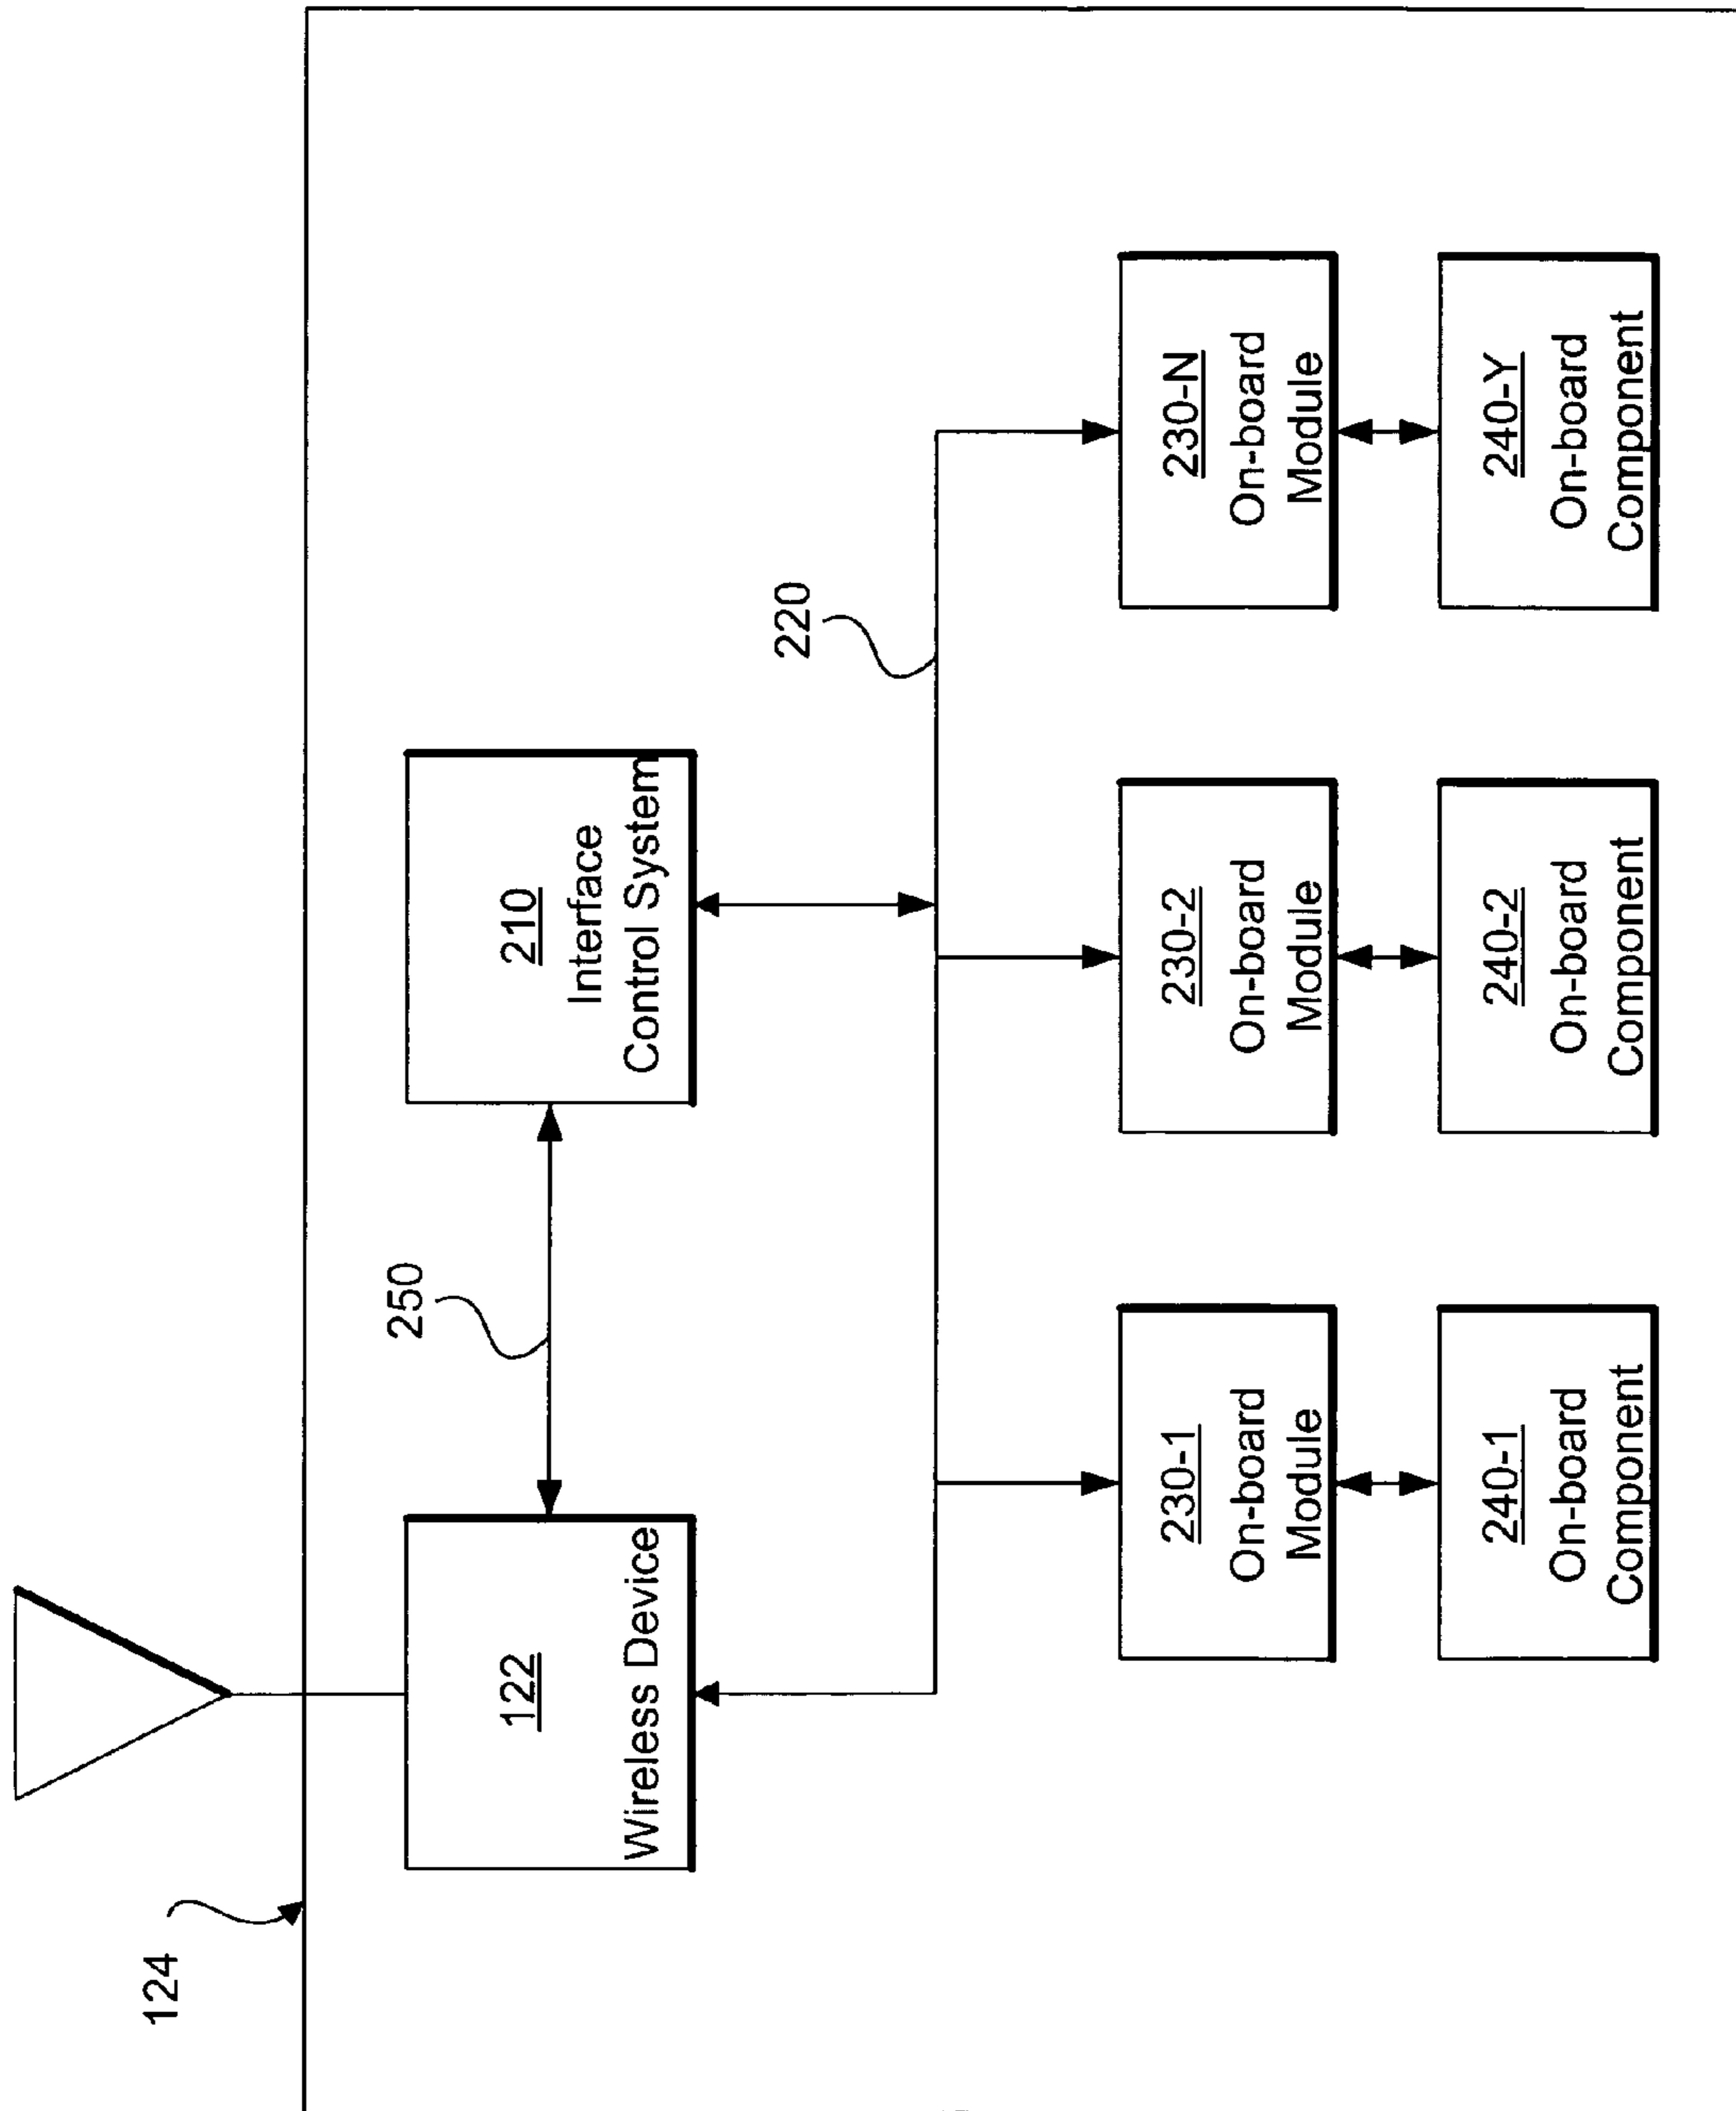 124
122
Wireless Device
250
210
Interface
Control System
220
230-1
On-board
Module
230-2
On-board
Module
230-N
On-board
Module
240-1
On-board
Component
240-2
On-board
Component
240-Y
On-board
Component